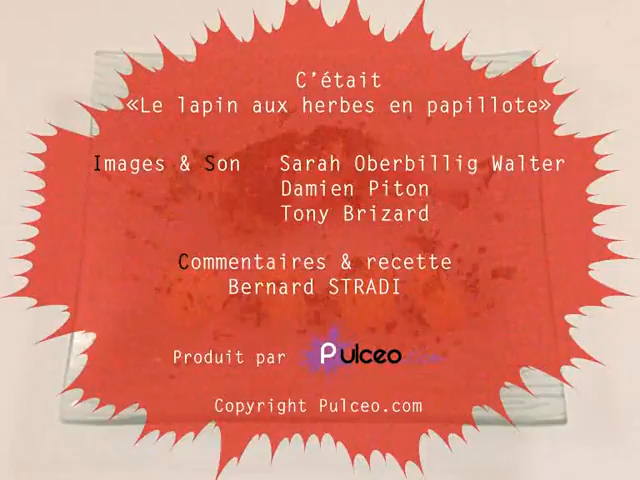 C'était
«Le lapin aux herbes en papillote»
Images & Son Sarah Oberbillig Walter
Damien Piton
Tony Brizard
Commentaires & recette
Bernard STRADI
Produit par Pulceo
Copyright Pulceo.com